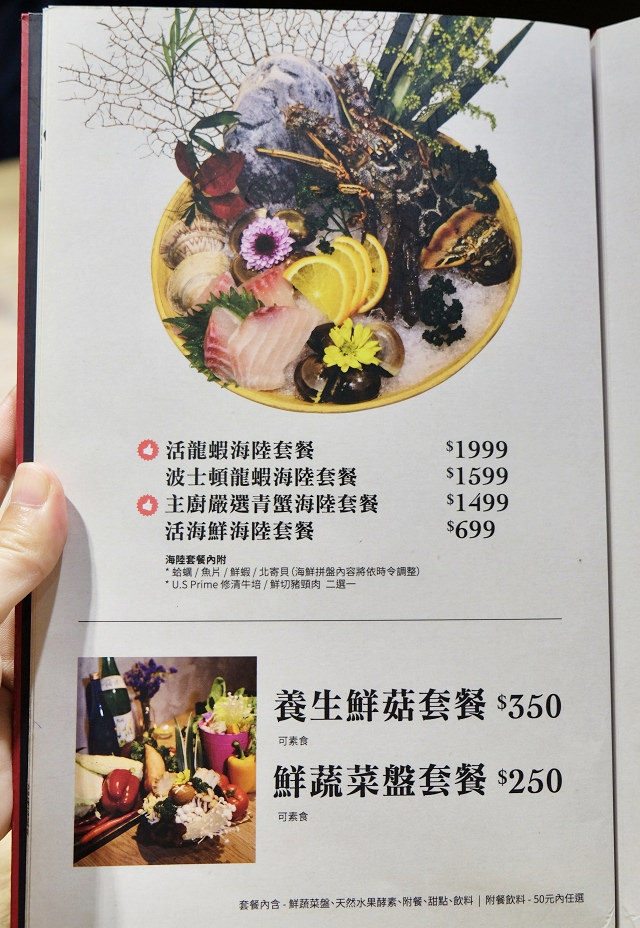 活龍蝦海陸套餐 $1999
波士頓龍蝦海陸套餐 $1599
主廚嚴選青蟹海陸套餐 $1499
活海鮮海陸套餐 $699
海陸套餐內附
* 蛤蠣 / 魚片 / 鮮蝦 / 北寄貝 (海鮮拼盤內容將依時令調整)
* U.S Prime 修清牛培 / 鮮切豬頸肉 二選一
養生鮮菇套餐 $350
可素食
鮮蔬菜盤套餐 $250
可素食
套餐內含 - 鮮蔬菜盤、天然水果酵素、附餐、甜點、飲料 | 附餐飲料 - 50元內任選